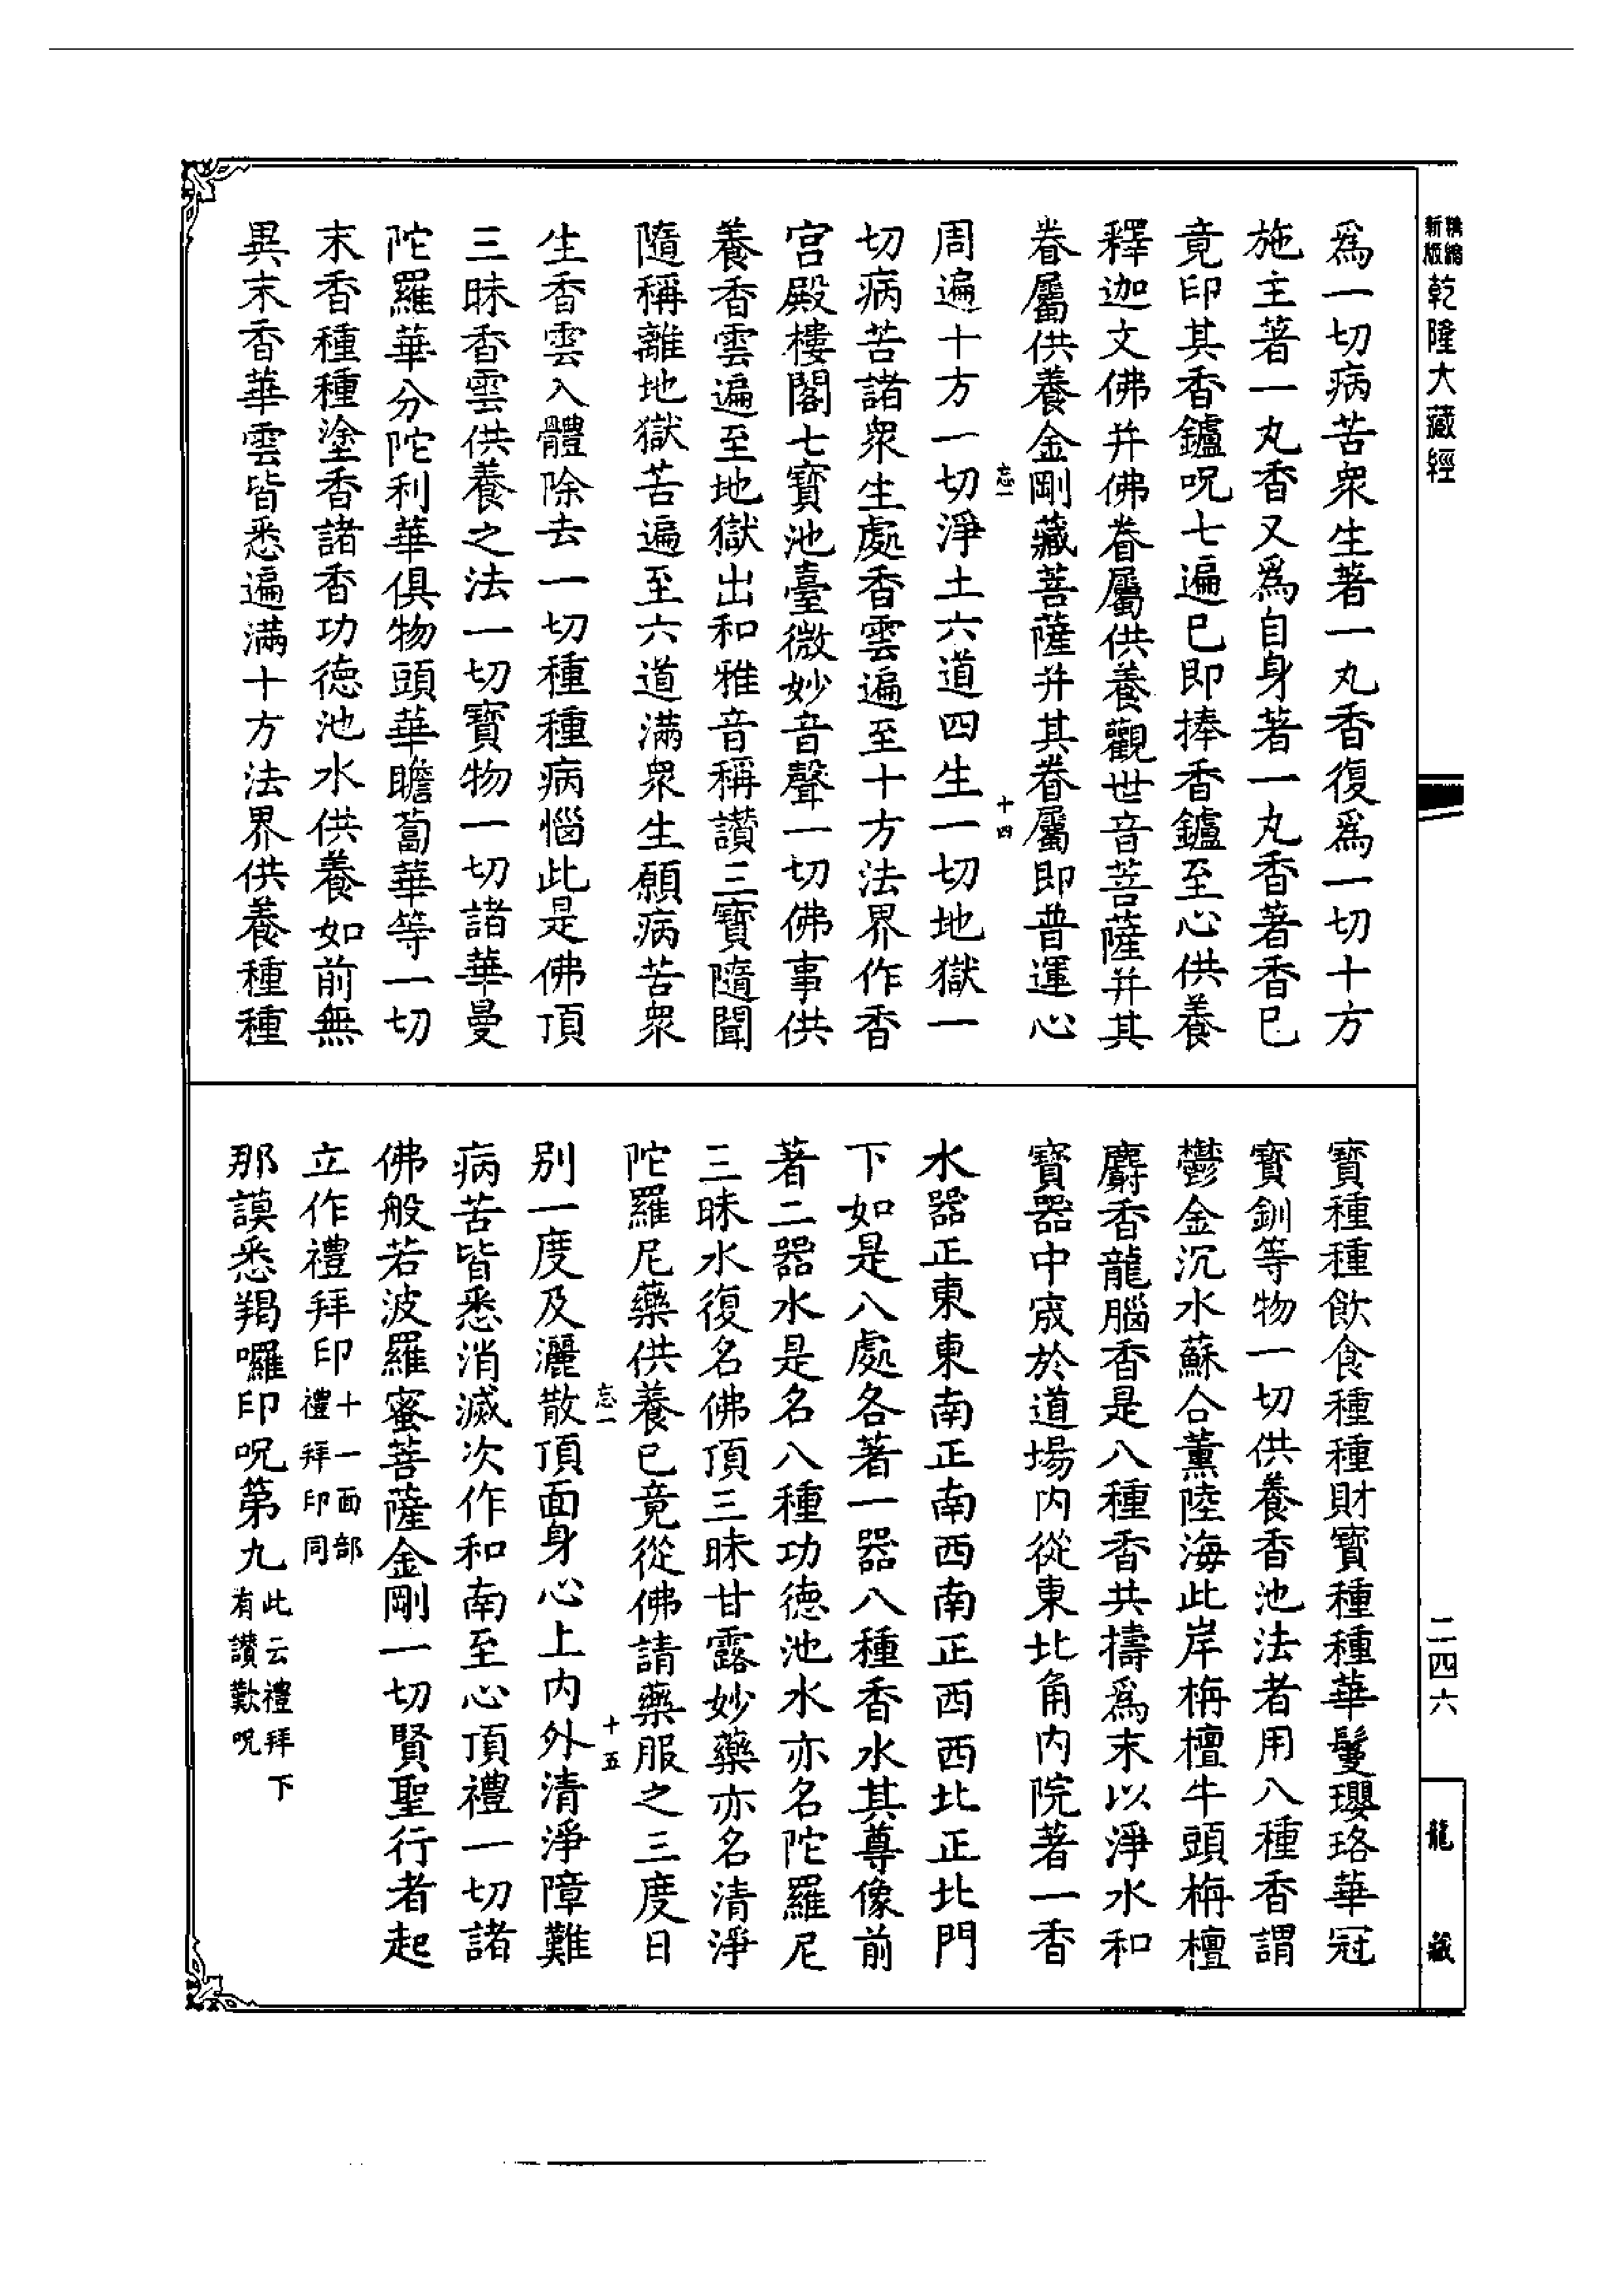 新編縮版乾隆大藏經
為一切病苦衆生著一丸香復爲一切十方
施主著一丸香又爲自身著一丸香著香已
竟印其香鑪呪七遍已即捧香鑪至心供養
釋迦文佛并佛眷屬供養觀世音菩薩并其
眷屬供養金剛藏菩薩并其眷屬即普運心
忘一 十四
周遍十方一切淨土六道四生一切地獄一
切病苦諸衆生處香雲遍至十方法界作香
宫殿樓閣七寶池臺微妙音聲一切佛事供
養香雲遍至地獄出和雅音稱讃三寶隨聞
隨稱離地獄苦遍至六道滿衆生願病苦衆
生香雲入體除去一切種種病惱此是佛頂
三昧香雲供養之法一切寶物一切諸華曼
陀羅華分陀利華俱物頭華瞻蔔華等一切
末香種種塗香諸香功德池水供養如前無
異末香華雲皆悉遍滿十方法界供養種種
寶種種飲食種種財寶種種華鬘瓔珞華冠
寶釧等物一切供養香池法者用八種香謂
鬱金沉水蘇合薰陸海此岸栴檀牛頭栴檀
麝香龍腦香是八種香共擣爲末以淨水和
寶器中宬於道場内從東北角内院著一香
水器正東東南正南西南正西西北正北門
下如是八處各著一器八種香水其尊像前
著二器水是名八種功德池水亦名陀羅尼
三昧水復名佛頂三昧甘露妙藥亦名清淨
陀羅尼藥供養已竟從佛請藥服之三度日
忘一 十五
別一度及灑散頂面身心上内外清淨障難
病苦皆悉消滅次作和南至心頂禮一切諸
佛般若波羅蜜菩薩金剛一切賢聖行者起
立作禮拜印十一面部禮拜印同
那謨悉羯囉印呪第九此云禮拜下有讃歎呪
二四六
龍藏